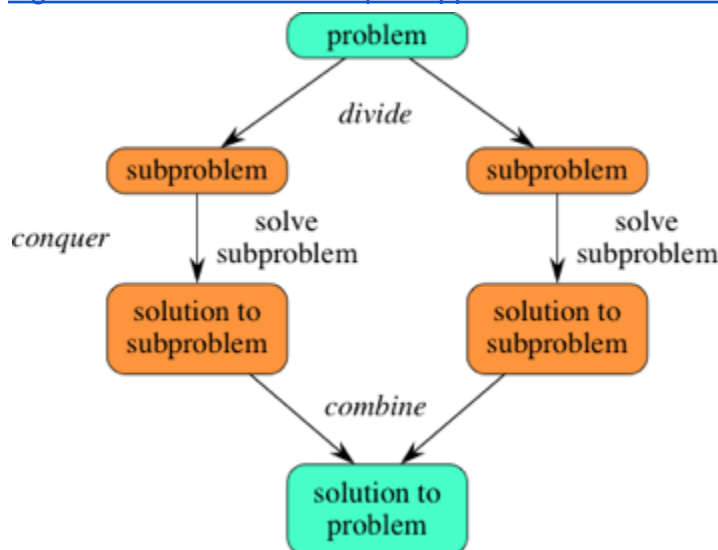 problem
divide
subproblem
subproblem
conquer
solve
subproblem
solve
subproblem
solution to
subproblem
solution to
subproblem
combine
solution to
problem